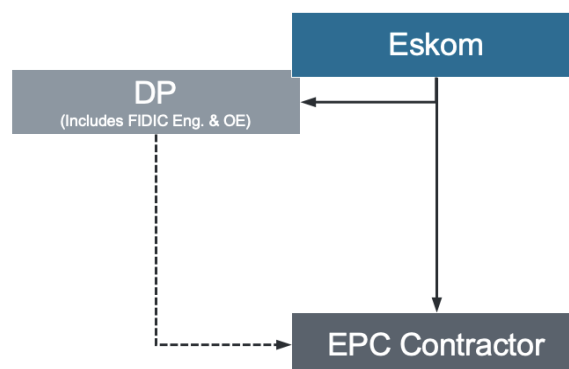 Eskom
DP
(Includes FIDIC Eng. & OE)
EPC Contractor